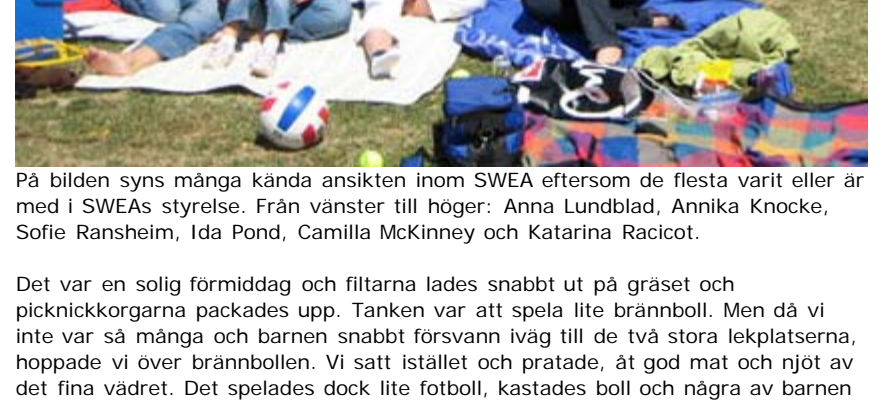 På bilden syns många kända ansikten inom SWEA eftersom de flesta varit eller är
med i SWEAs styrelse. Från vänster till höger: Anna Lundblad, Annika Knocke,
Sofie Ransheim, Ida Pond, Camilla McKinney och Katarina Racicot.
Det var en solig förmiddag och filtarna lades snabbt ut på gräset och
picknickkorgarna packades upp. Tanken var att spela lite brännboll. Men då vi
inte var så många och barnen snabbt försvann iväg till de två stora lekplatserna,
hoppade vi över brännbollen. Vi satt istället och pratade, åt god mat och njöt av
det fina vädret. Det spelades dock lite fotboll, kastades boll och några av barnen